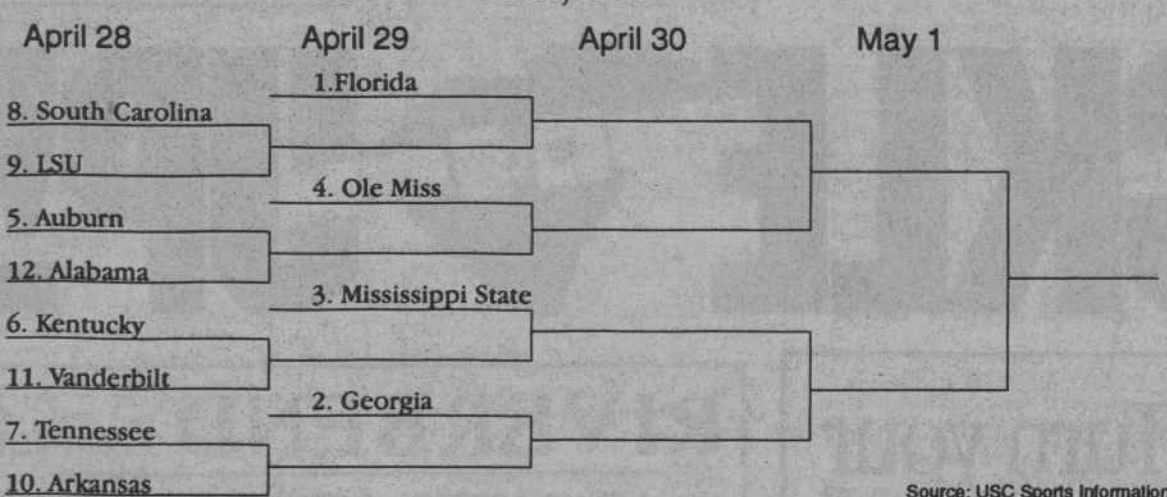 April 28 April 29 April 30 May 1
1.Florida
8. South Carolina
9. LSU
4. Ole Miss
5. Auburn
12. Alabama
3. Mississippi State
6. Kentucky
11. Vanderbilt
2. Georgia
7. Tennessee
10. Arkansas
Source: USC Sports Information